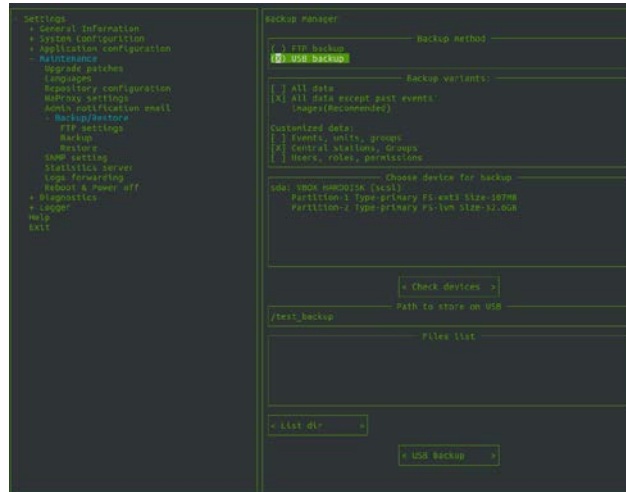 - Settings
+ General Information
+ System Configuration
+ Application configuration
- Maintenance
Upgrade patches
Languages
Repository configuration
Admin notification email
- Backup/Restore
FTP settings
Backup
Restore
SNMP setting
Statistics server
Logs forwarding
Reboot & Power off
+ Diagnostics
+ Logger
Help
Exit
Backup Manager
Backup method
( ) FTP backup
USB backup
Backup variants:
[ ] All data
[X] All data except past events'
images(Recommended)
Customized data:
[ ] Events, units, groups
[X] Central stations, Groups
[ ] Users, roles, permissions
Choose device for backup
sda: VBOX HARDDISK (scsi)
Partition-1 Type-primary FS-ext3 Size-107MB
Partition-2 Type-primary FS-lvm Size-32.6GB
< Check devices >
Path to store on USB
/test_backup
Files list
< List dir >
< USB backup >